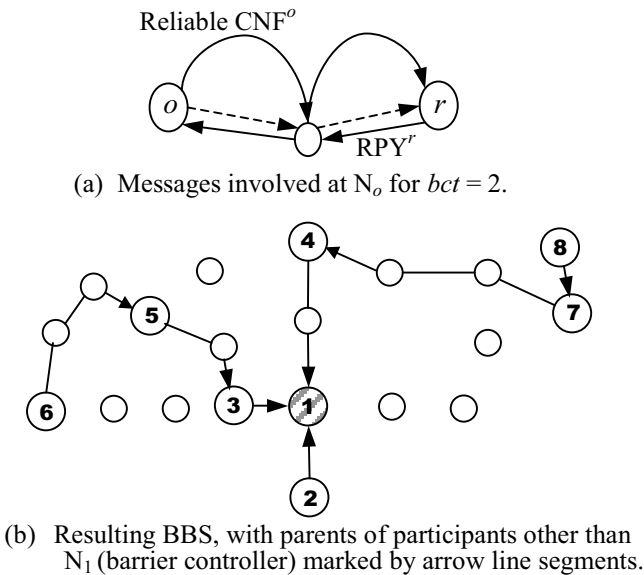 Reliable CNF^o
o
r
RPY^r
(a) Messages involved at N_o for bct = 2.
4
8
5
7
6
3
1
2
(b) Resulting BBS, with parents of participants other than
N_1 (barrier controller) marked by arrow line segments.